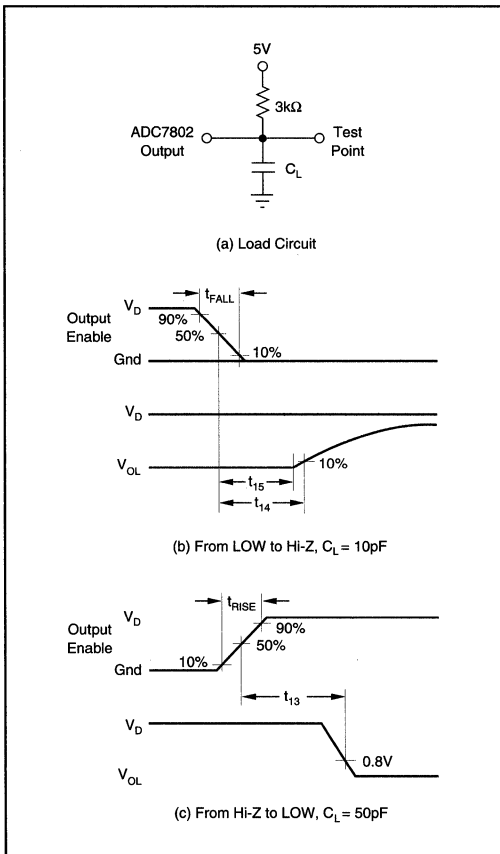 5V
3kΩ
ADC7802 Output
Test Point
C_L
(a) Load Circuit
t_FALL
V_D
Output Enable
90%
50%
10%
Gnd
V_D
10%
V_OL
t_15
t_14
(b) From LOW to Hi-Z, C_L = 10pF
t_RISE
V_D
Output Enable
90%
50%
10%
Gnd
t_13
V_D
0.8V
V_OL
(c) From Hi-Z to LOW, C_L = 50pF